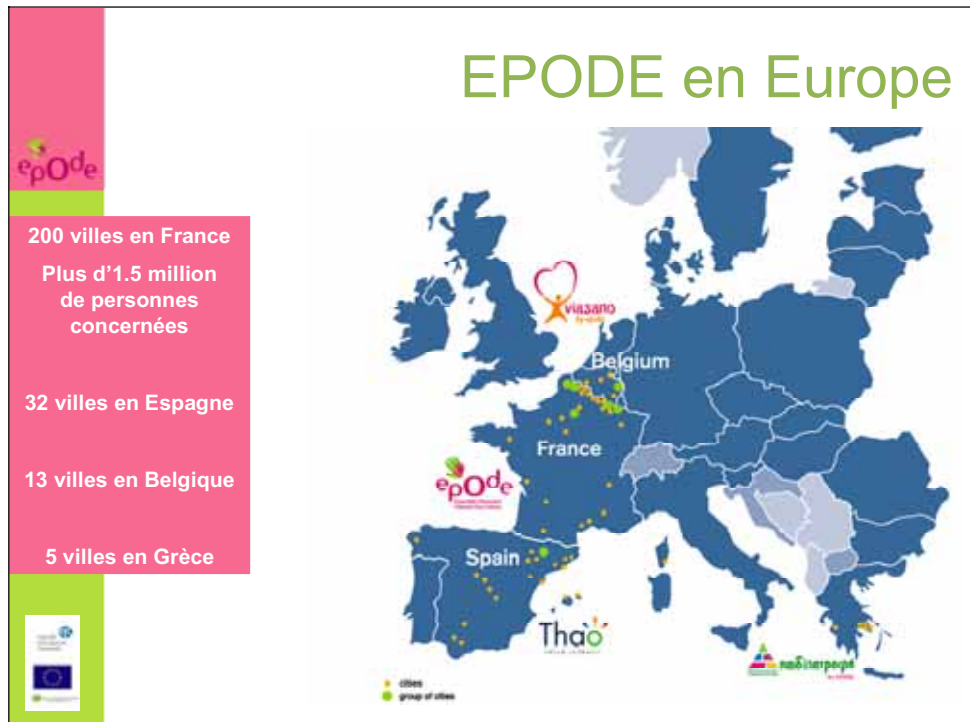 EPODE en Europe
epode
200 villes en France
Plus d'1.5 million
de personnes
concernées
32 villes en Espagne
13 villes en Belgique
5 villes en Grèce
viasano
Belgium
France
epode
Spain
Thaò
cities
group of cities